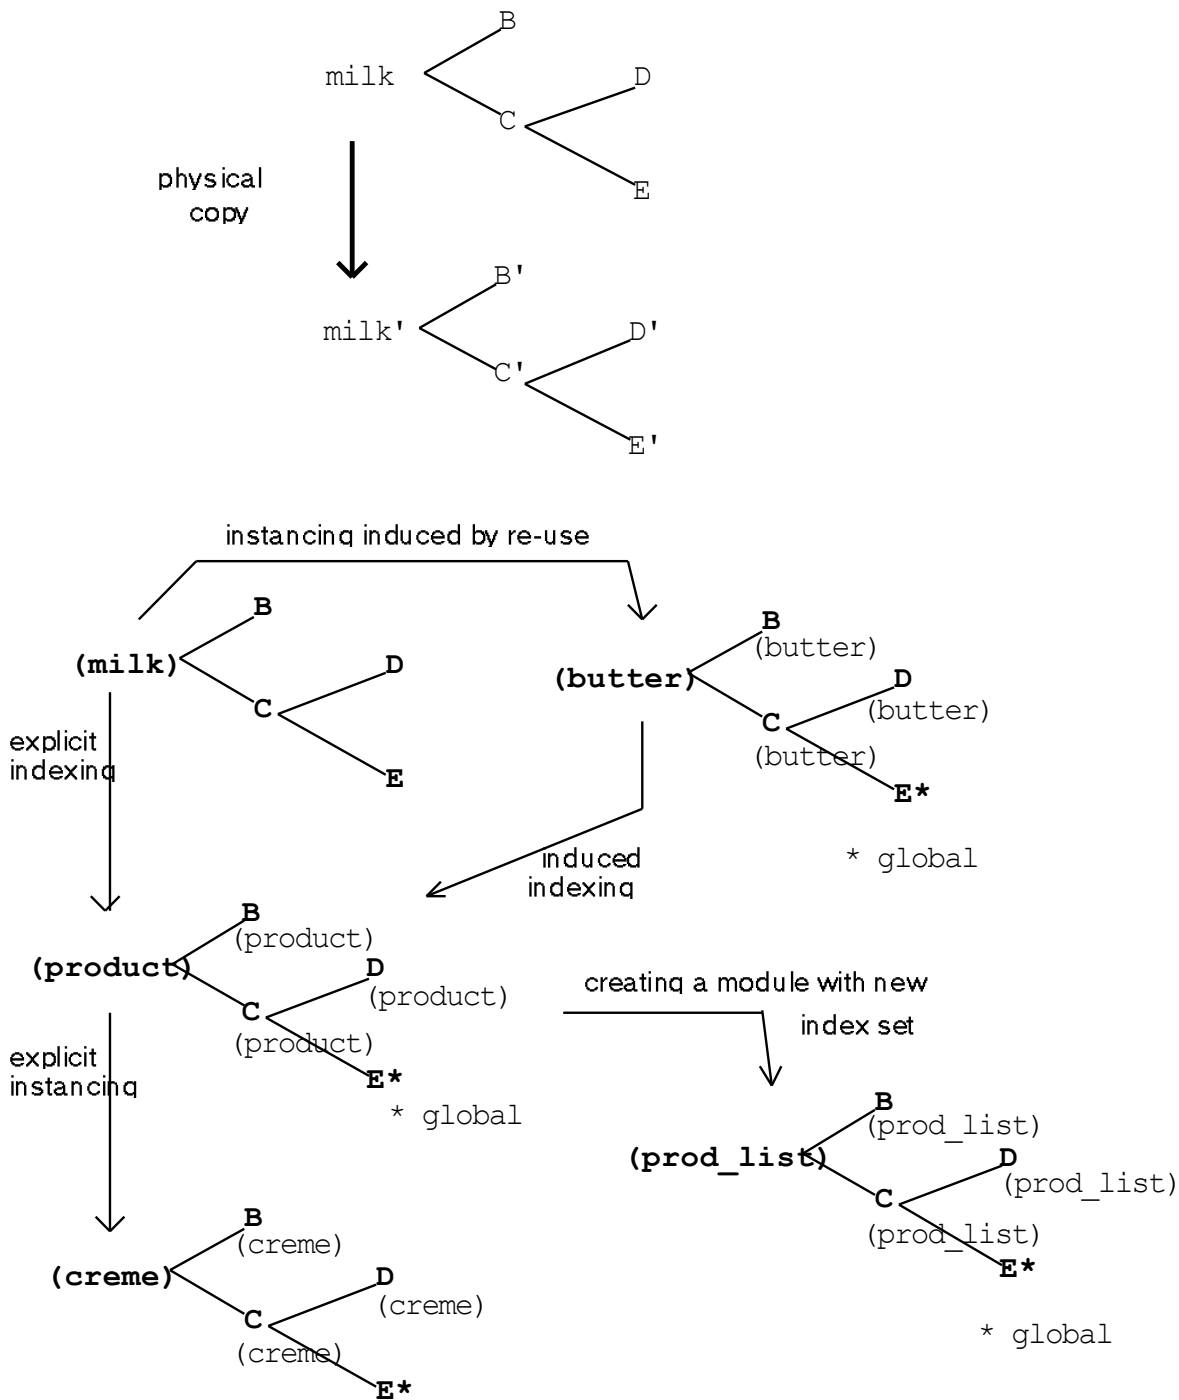 B
milk
D
C
physical
copy
E
B'
milk'
D'
C'
E'
instancing induced by re-use
B
(milk)
D
C
E
B
(butter)
(butter)
D
(butter)
C
(butter)
E*
* global
explicit
indexing
induced
indexing
B
(product)
(product)
D
(product)
C
(product)
E*
* global
creating a module with new
index set
explicit
instancing
B
(prod_list)
(prod_list)
D
(prod_list)
C
(prod_list)
E*
* global
B
(creme)
(creme)
D
(creme)
C
(creme)
E*